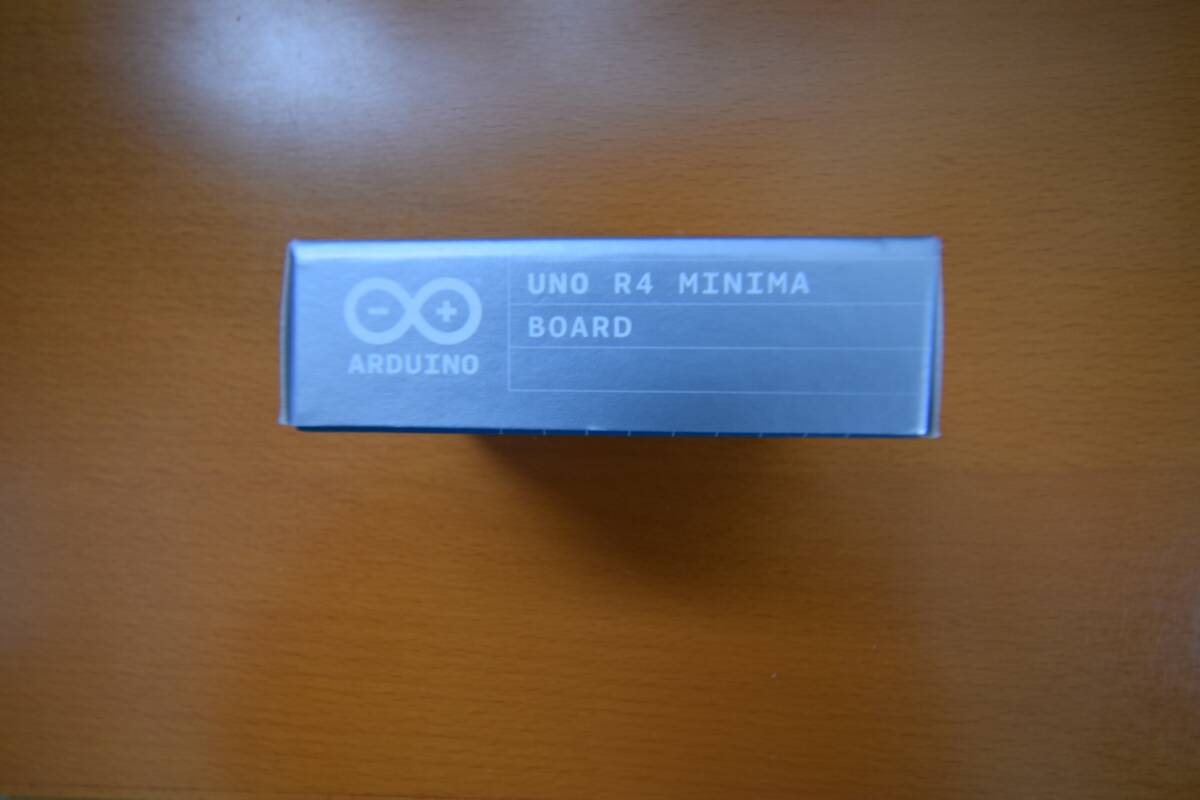 UNO R4 MINIMA
BOARD
- +
ARDUINO